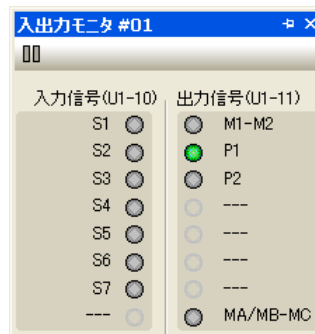 入出力モニタ #01
入力信号(U1-10) 出力信号(U1-11)
S1 M1-M2
S2 P1
S3 P2
S4 ---
S5 ---
S6 ---
S7 ---
--- MA/MB-MC